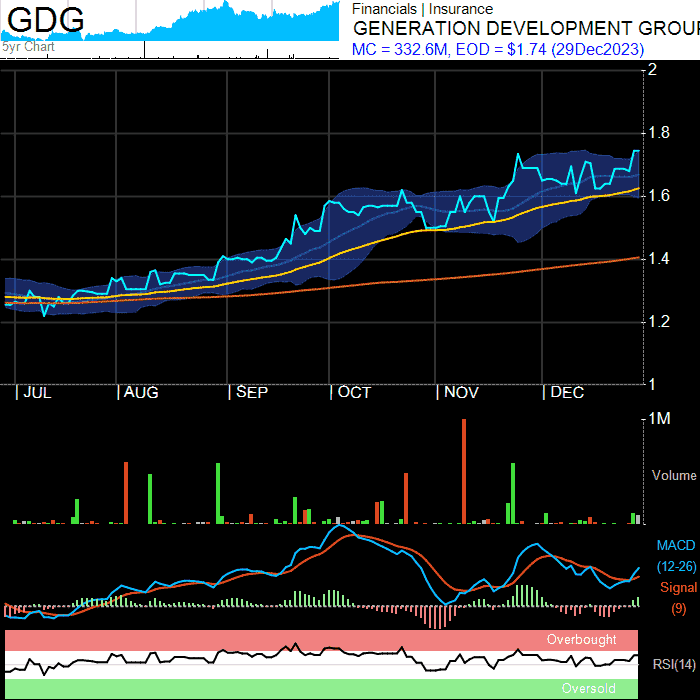 GDG
5yr Chart
Financials | Insurance
GENERATION DEVELOPMENT GROUP
MC = 332.6M, EOD = $1.74 (29Dec2023)
2
1.8
1.6
1.4
1.2
1
JUL AUG SEP OCT NOV DEC
1M
Volume
MACD
(12-26)
Signal
(9)
Overbought
RSI(14)
Oversold